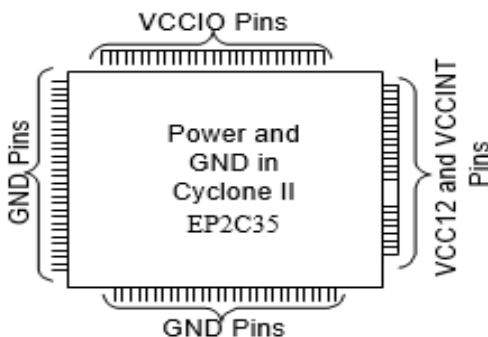 VCCIO Pins
GND Pins
Power and
GND in
Cyclone II
EP2C35
VCC12 and VCCINT
Pins
GND Pins